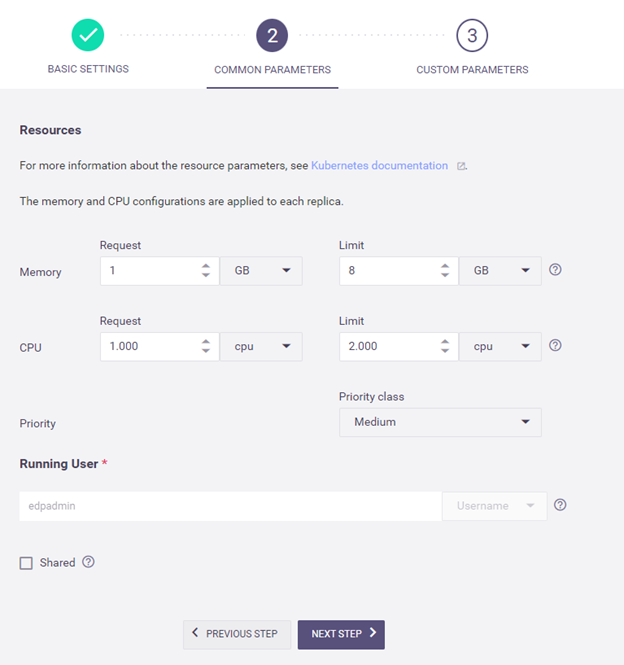 2
3
BASIC SETTINGS
COMMON PARAMETERS
CUSTOM PARAMETERS
Resources
For more information about the resource parameters, see Kubernetes documentation .
The memory and CPU configurations are applied to each replica.
Request
Limit
Memory
1
GB
8
GB
?
Request
Limit
CPU
1.000
cpu
2.000
cpu
?
Priority class
Priority
Medium
Running User *
edpadmin
Username
?
Shared ?
PREVIOUS STEP
NEXT STEP